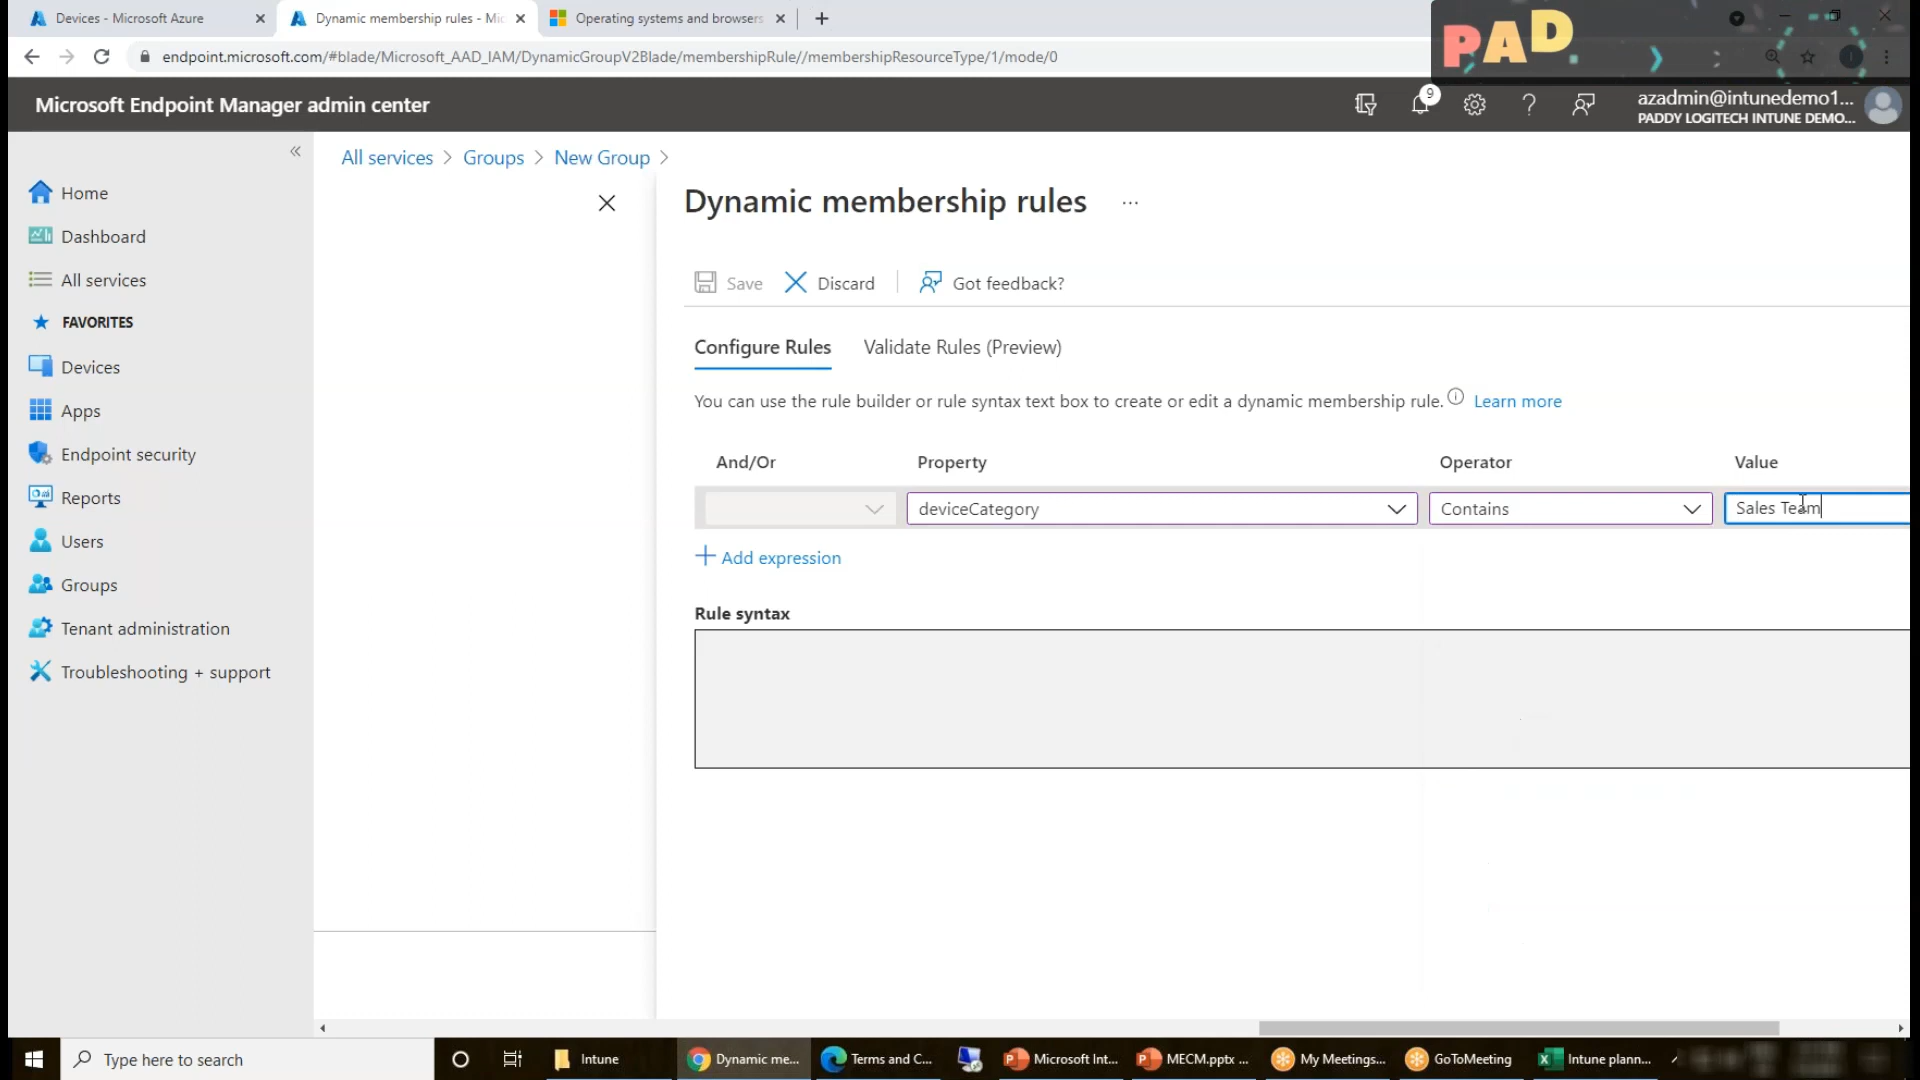 Devices - Microsoft Azure
Dynamic membership rules - Mic
Operating systems and browsers
endpoint.microsoft.com/#blade/Microsoft_AAD_IAM/DynamicGroupV2Blade/membershipRule//membershipResourceType/1/mode/0
PAD.
Microsoft Endpoint Manager admin center
9
azadmin@intunedemo1...
PADDY LOGITECH INTUNE DEMO...
All services > Groups > New Group >
Home
Dashboard
All services
FAVORITES
Devices
Apps
Endpoint security
Reports
Users
Groups
Tenant administration
Troubleshooting + support
Dynamic membership rules ...
Save Discard Got feedback?
Configure Rules Validate Rules (Preview)
You can use the rule builder or rule syntax text box to create or edit a dynamic membership rule. Learn more
And/Or Property Operator Value
deviceCategory Contains Sales Team
Add expression
Rule syntax
Type here to search
Intune
Dynamic me...
Terms and C...
Microsoft Int...
MECM.pptx ...
My Meetings...
GoToMeeting
Intune plann...